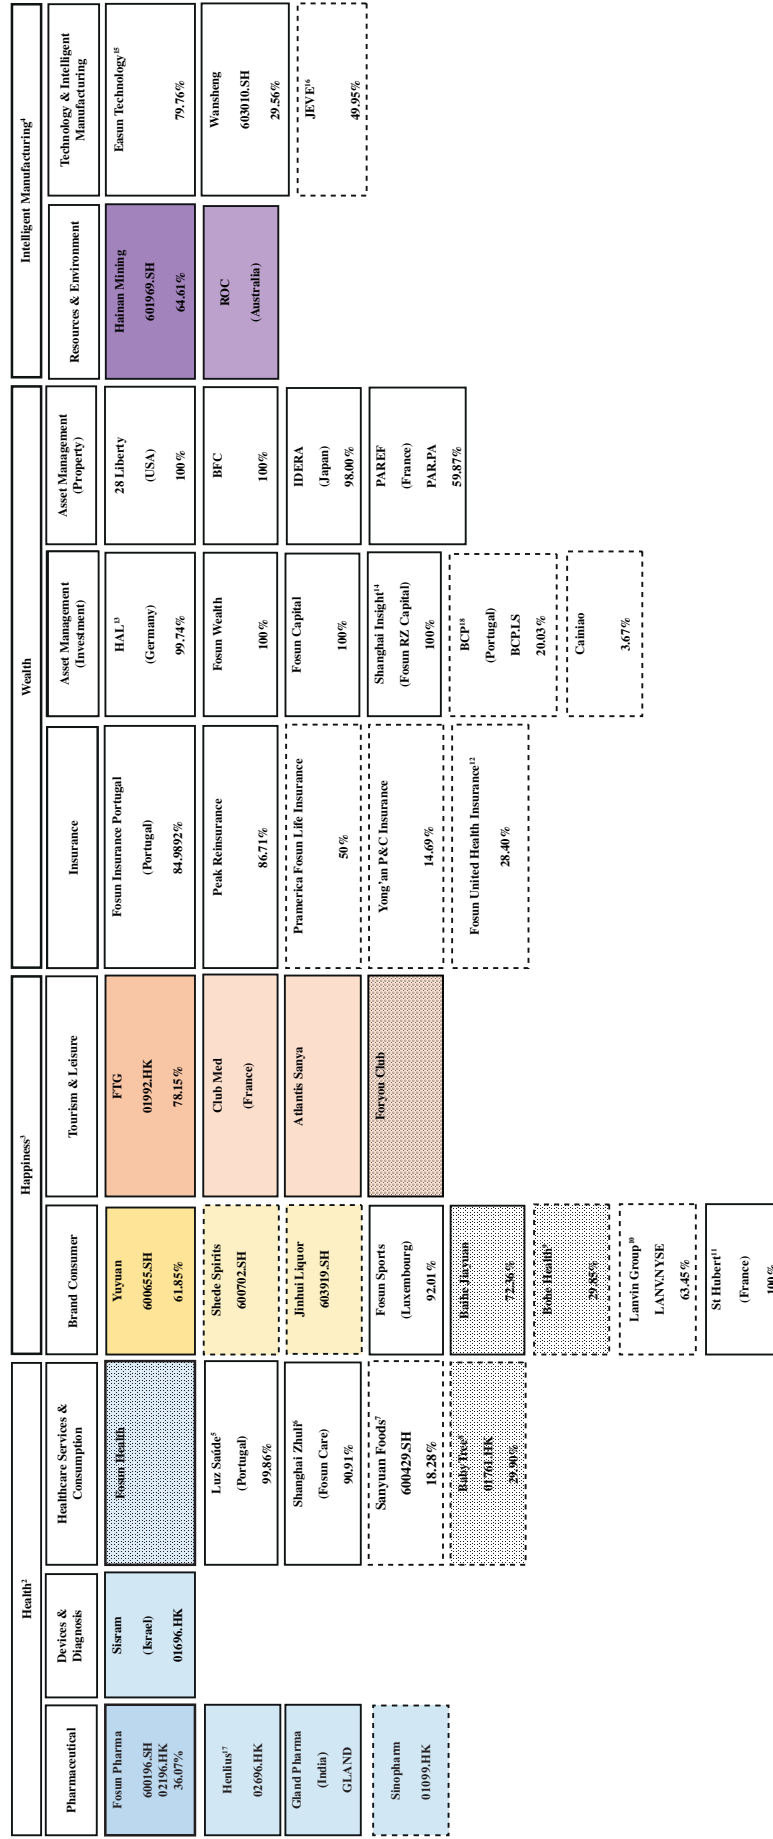 Health²
Pharmaceutical
Fosun Pharma
600196.SH
02196.HK
36.07%
Henlius¹⁷
02696.HK
Gland Pharma
(India)
GLAND
Sinopharm
01099.HK
Devices &
Diagnosis
Sisram
(Israel)
01696.HK
Healthcare Services &
Consumption
Fosun Health
Luz Saúde⁵
(Portugal)
99.86%
Shanghai Zhuli⁶
(Fosun Care)
90.91%
Sanyuan Foods⁷
600429.SH
18.28%
BabyTree⁸
01761.HK
29.90%
Happiness³
Brand Consumer
Yuyuan
600655.SH
61.85%
Shede Spirits
600702.SH
Jinhui Liquor
603919.SH
Fosun Sports
(Luxembourg)
92.01%
Baihe Jiayuan
72.36%
Bohe Health⁹
29.85%
Lanvin Group¹⁰
LANV.NYSE
63.45%
St Hubert¹¹
(France)
100%
Tourism & Leisure
FTG
01992.HK
78.15%
Club Med
(France)
Atlantis Sanya
Foryou Club
Wealth
Insurance
Fosun Insurance Portugal
(Portugal)
84.9892%
Peak Reinsurance
86.71%
Pramerica Fosun Life Insurance
50%
Yong'an P&C Insurance
14.69%
Fosun United Health Insurance¹²
28.40%
Asset Management
(Investment)
HAL¹³
(Germany)
99.74%
Fosun Wealth
100%
Fosun Capital
100%
Shanghai Insight¹⁴
(Fosun RZ Capital)
100%
BCP¹⁸
(Portugal)
BCP.LS
20.03%
Cainiao
3.67%
Asset Management
(Property)
28 Liberty
(USA)
100%
BFC
100%
IDERA
(Japan)
98.00%
PAREF
(France)
PAR.PA
59.87%
Intelligent Manufacturing⁴
Resources & Environment
Hainan Mining
601969.SH
64.61%
ROC
(Australia)
Technology & Intelligent
Manufacturing
Easun Technology¹⁵
79.76%
Wansheng
603010.SH
29.56%
JEVE¹⁶
49.95%